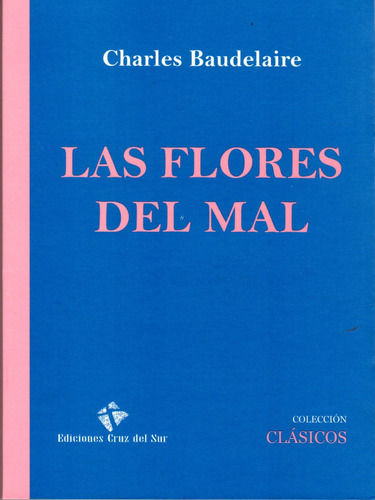 Charles Baudelaire
LAS FLORES
DEL MAL
Ediciones Cruz del Sur
COLECCIÓN
CLÁSICOS